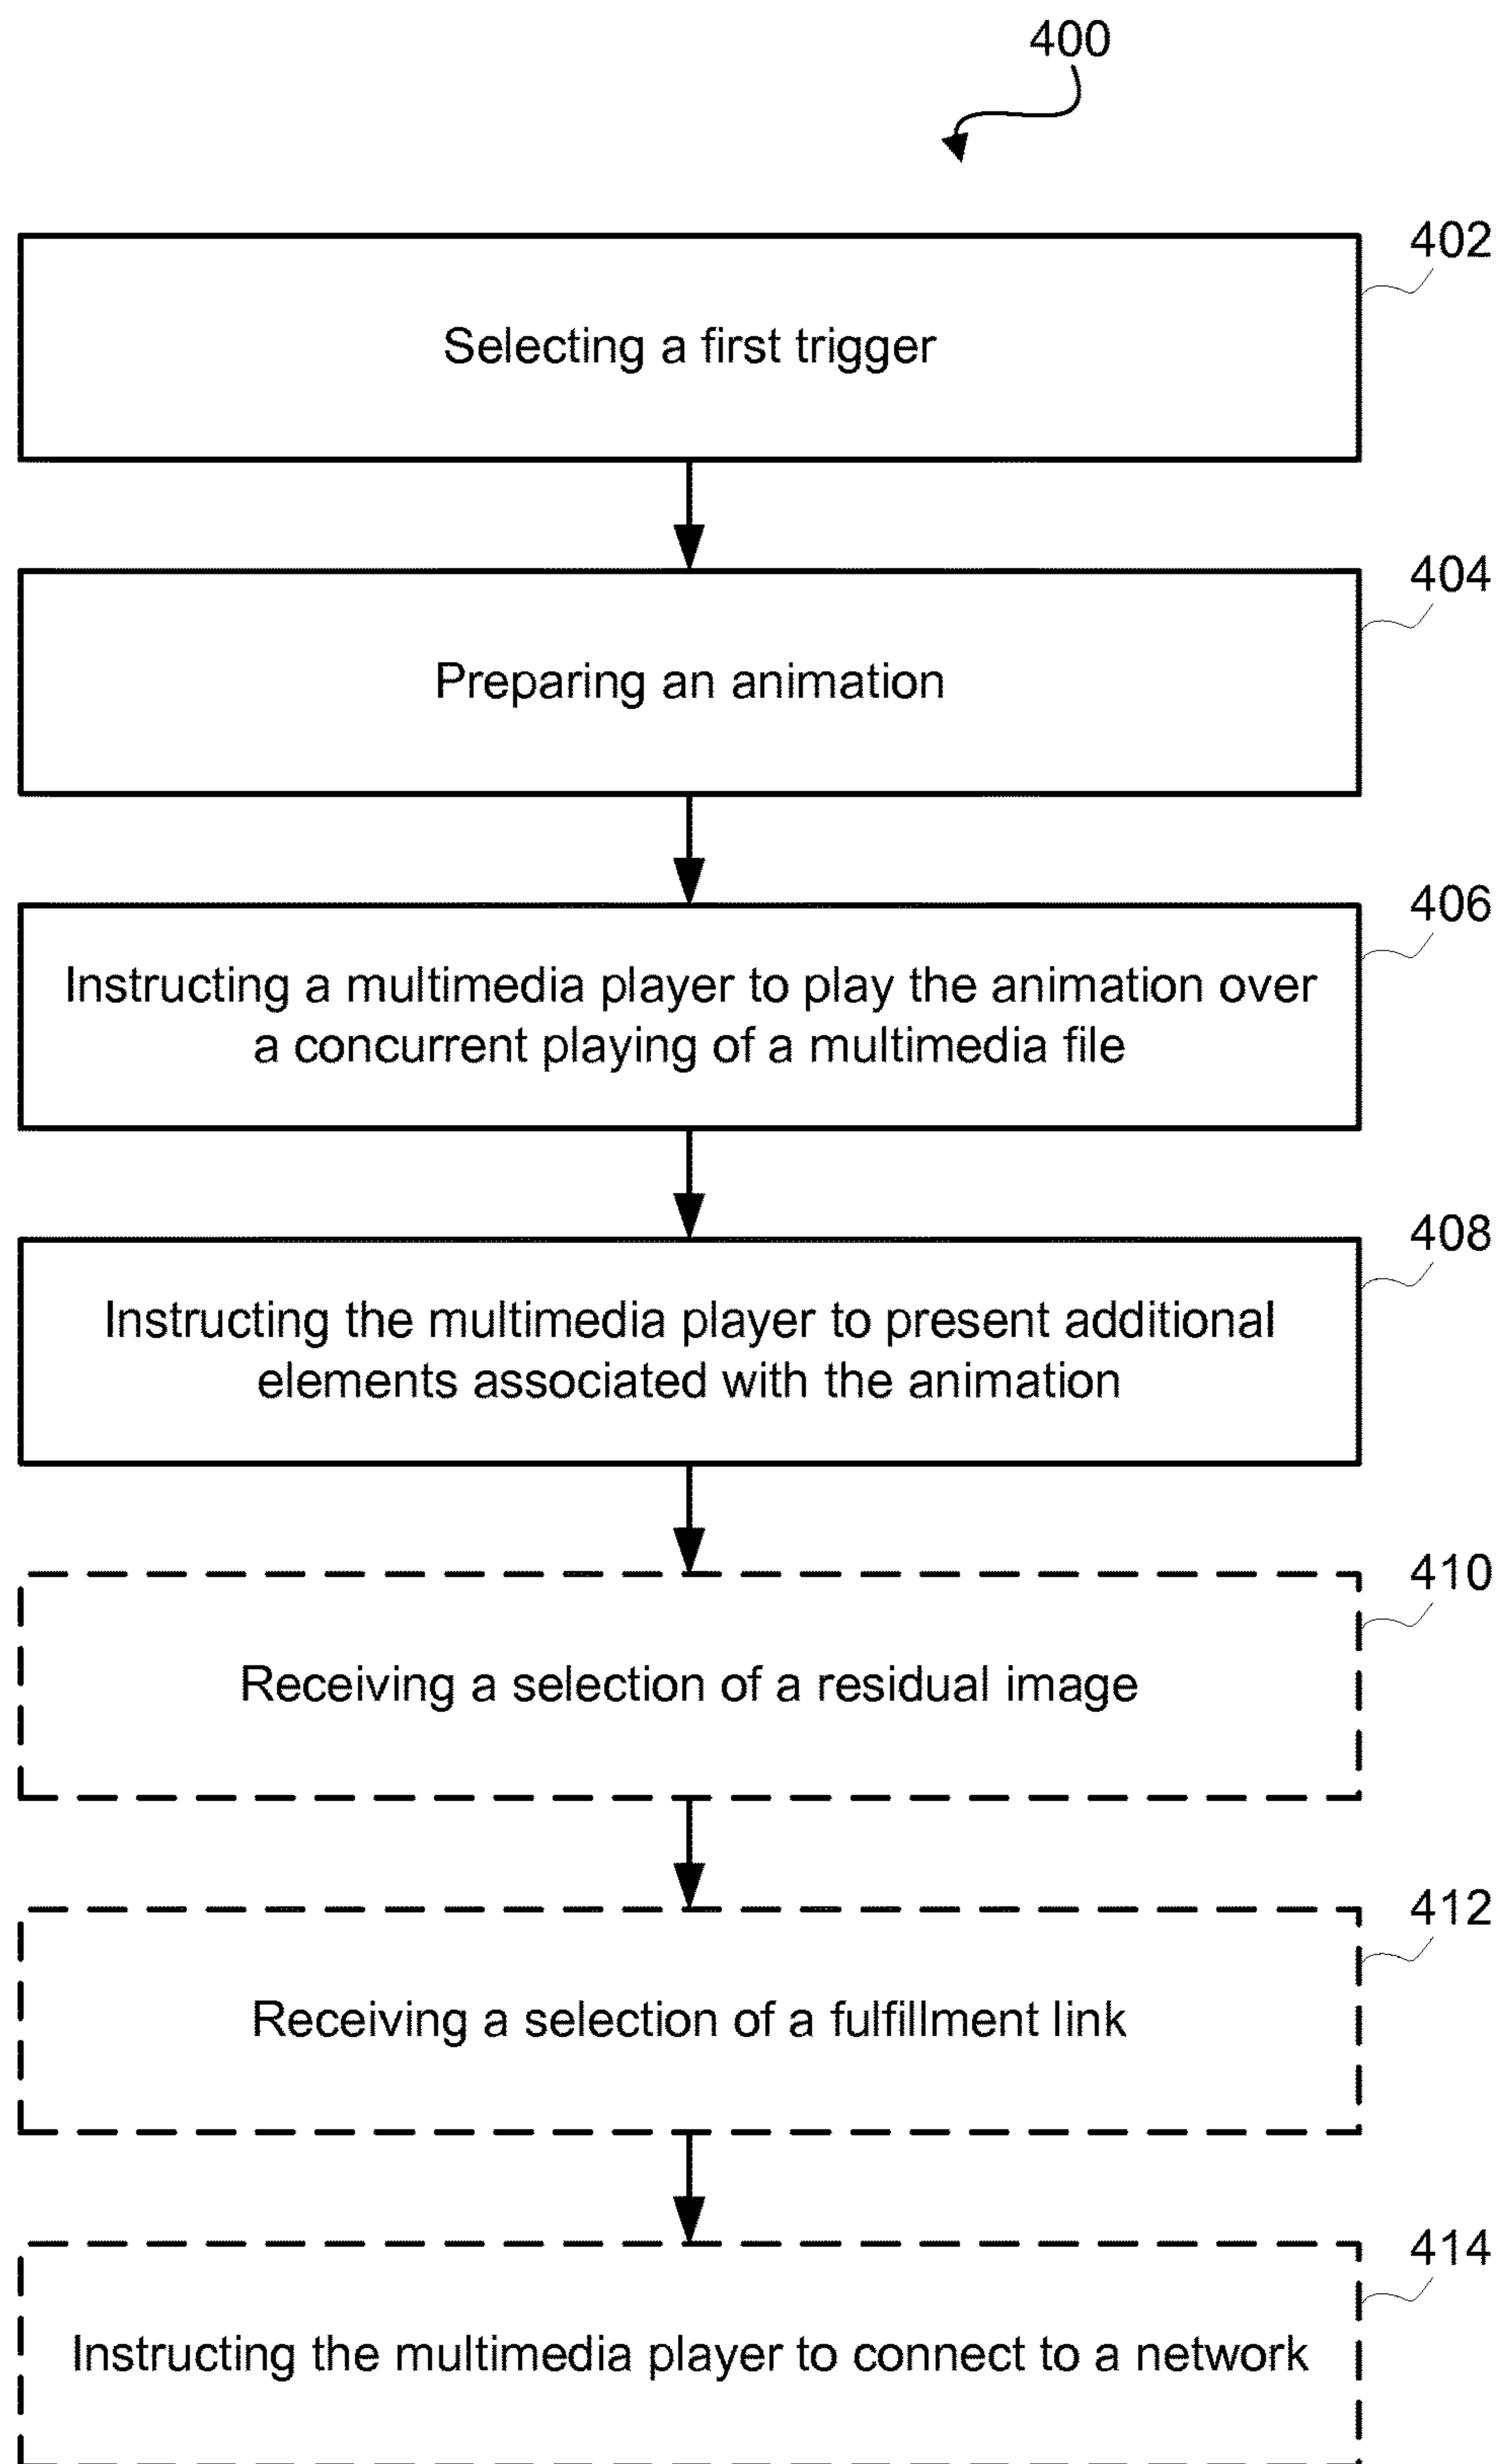 400
402
Selecting a first trigger
404
Preparing an animation
406
Instructing a multimedia player to play the animation over
a concurrent playing of a multimedia file
408
Instructing the multimedia player to present additional
elements associated with the animation
410
Receiving a selection of a residual image
412
Receiving a selection of a fulfillment link
414
Instructing the multimedia player to connect to a network